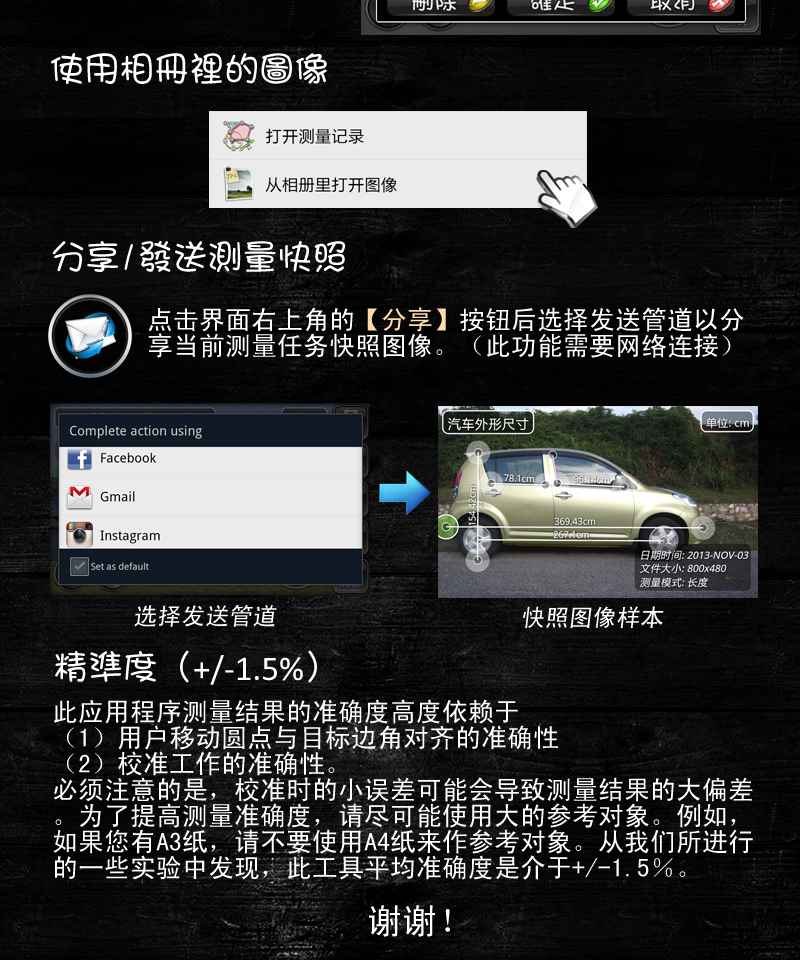 刪除 確定 取消
使用相冊裡的圖像
打开测量记录
从相册里打开图像
分享/發送測量快照
点击界面右上角的【分享】按钮后选择发送管道以分
享当前测量任务快照图像。（此功能需要网络连接）
Complete action using
Facebook
Gmail
Instagram
Set as default
汽车外形尺寸
单位: cm
78.1cm
154.42cm
369.43cm
267.1cm
日期时间: 2013-NOV-03
文件大小: 800x480
测量模式: 长度
选择发送管道
快照图像样本
精準度（+/-1.5%）
此应用程序测量结果的准确度高度依赖于
（1）用户移动圆点与目标边角对齐的准确性
（2）校准工作的准确性。
必须注意的是，校准时的小误差可能会导致测量结果的大偏差
。为了提高测量准确度，请尽可能使用大的参考对象。例如，
如果您有A3纸，请不要使用A4纸来作参考对象。从我们所进行
的一些实验中发现，此工具平均准确度是介于+/-1.5％。
谢谢！